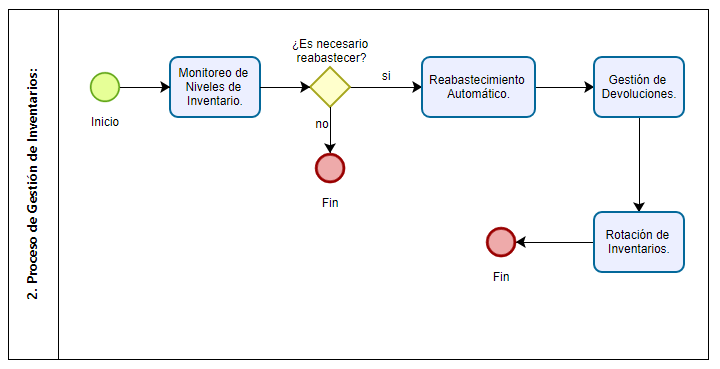 2. Proceso de Gestión de Inventarios:
Inicio
Monitoreo de
Niveles de
Inventario.
¿Es necesario
reabastecer?
si
no
Fin
Reabastecimiento
Automático.
Gestión de
Devoluciones.
Rotación de
Inventarios.
Fin